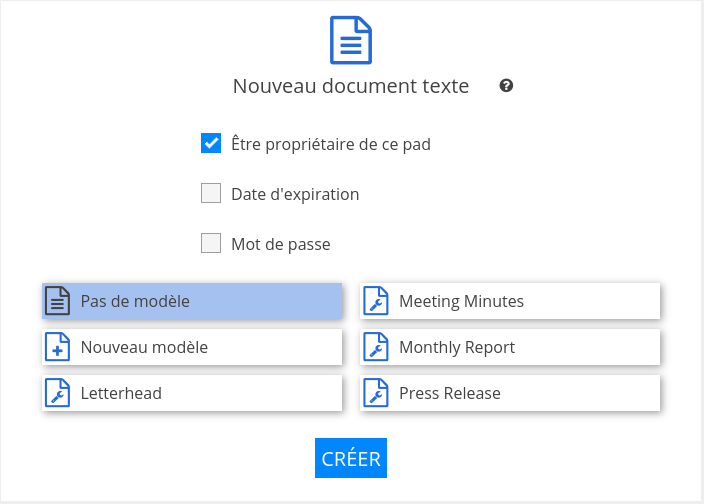 Nouveau document texte
Être propriétaire de ce pad
Date d'expiration
Mot de passe
Pas de modèle
Meeting Minutes
Nouveau modèle
Monthly Report
Letterhead
Press Release
CRÉER